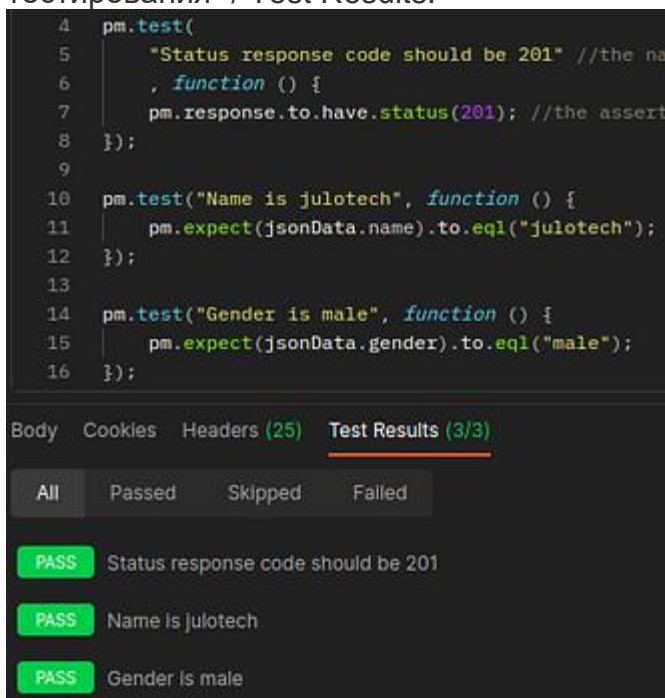 тестирования" / Test Results.
4 pm.test(
5 "Status response code should be 201" //the na
6 , function () {
7 pm.response.to.have.status(201); //the assert
8 });
9
10 pm.test("Name is julotech", function () {
11 pm.expect(jsonData.name).to.eql("julotech");
12 });
13
14 pm.test("Gender is male", function () {
15 pm.expect(jsonData.gender).to.eql("male");
16 });
Body Cookies Headers (25) Test Results (3/3)
All Passed Skipped Failed
PASS Status response code should be 201
PASS Name is julotech
PASS Gender is male